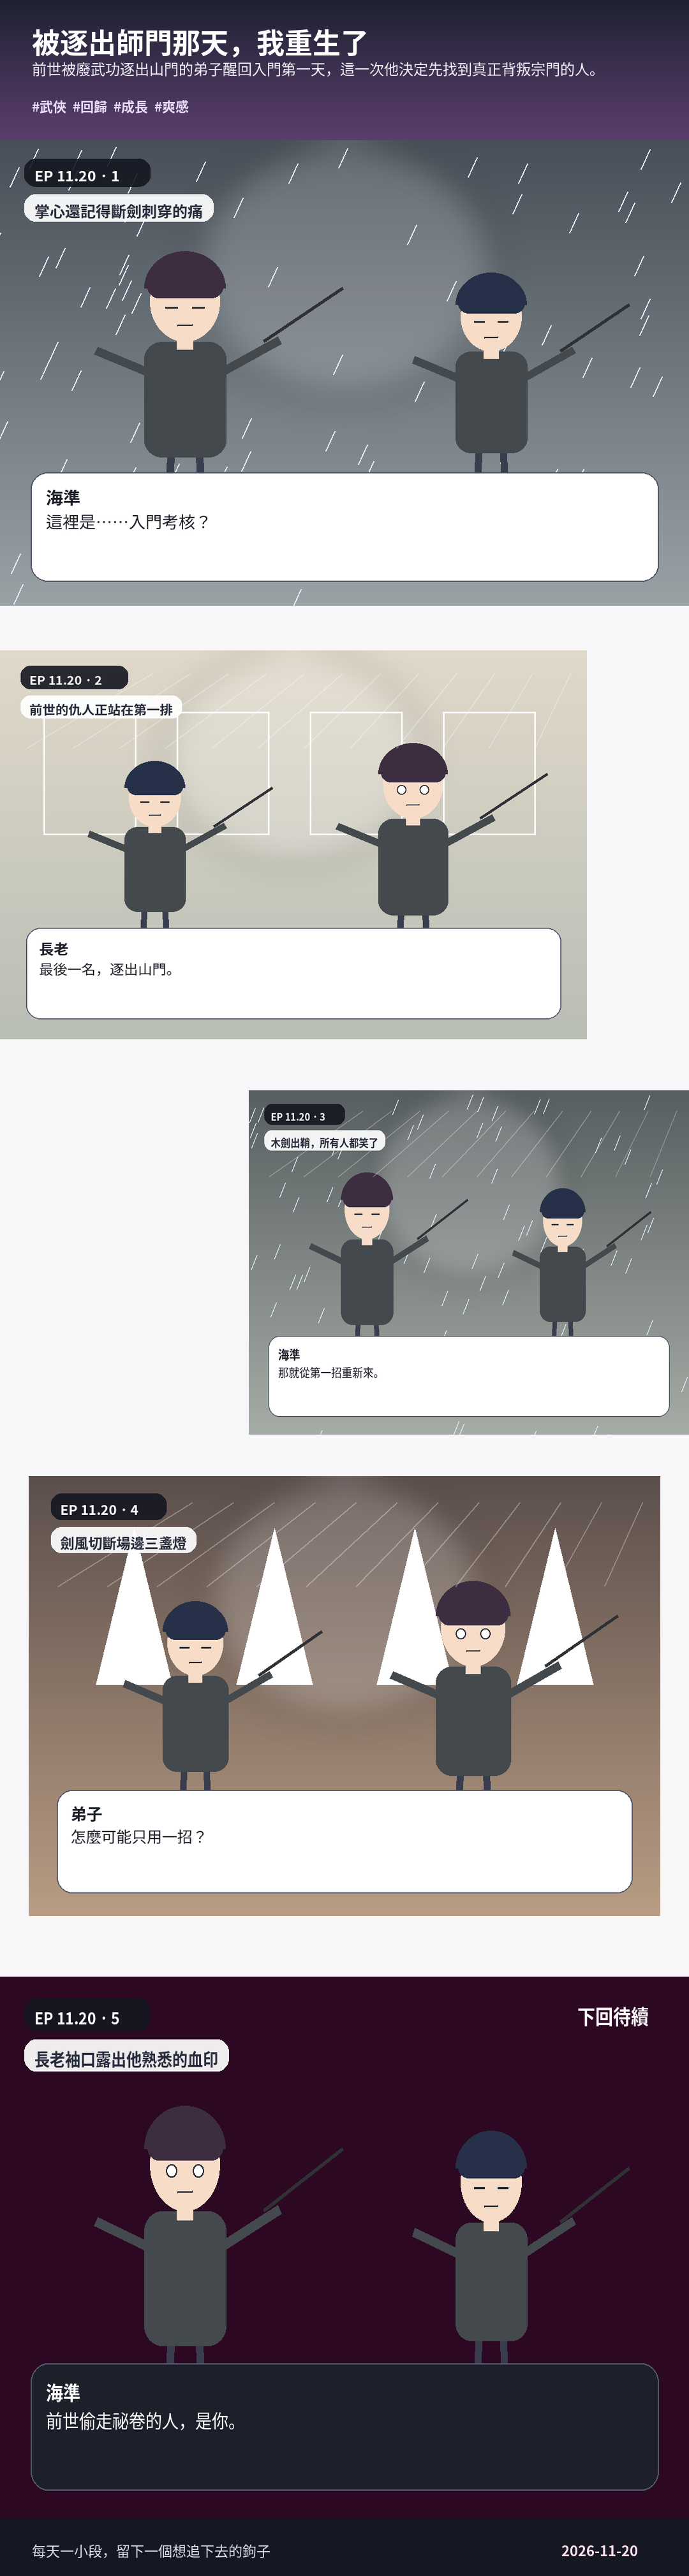 被逐出師門那天，我重生了
前世被廢武功逐出山門的弟子醒回入門第一天，這一次他決定先找到真正背叛宗門的人。
#武俠 #回歸 #成長 #爽感
EP 11.20 · 1
掌心還記得斷劍刺穿的痛
海準
這裡是……入門考核？
EP 11.20 · 2
前世的仇人正站在第一排
長老
最後一名，逐出山門。
EP 11.20 · 3
木劍出鞘，所有人都笑了
海準
那就從第一招重新來。
EP 11.20 · 4
劍風切斷場邊三盞燈
弟子
怎麼可能只用一招？
EP 11.20 · 5
下回待續
長老袖口露出他熟悉的血印
海準
前世偷走祕卷的人，是你。
每天一小段，留下一個想追下去的鉤子
2026-11-20